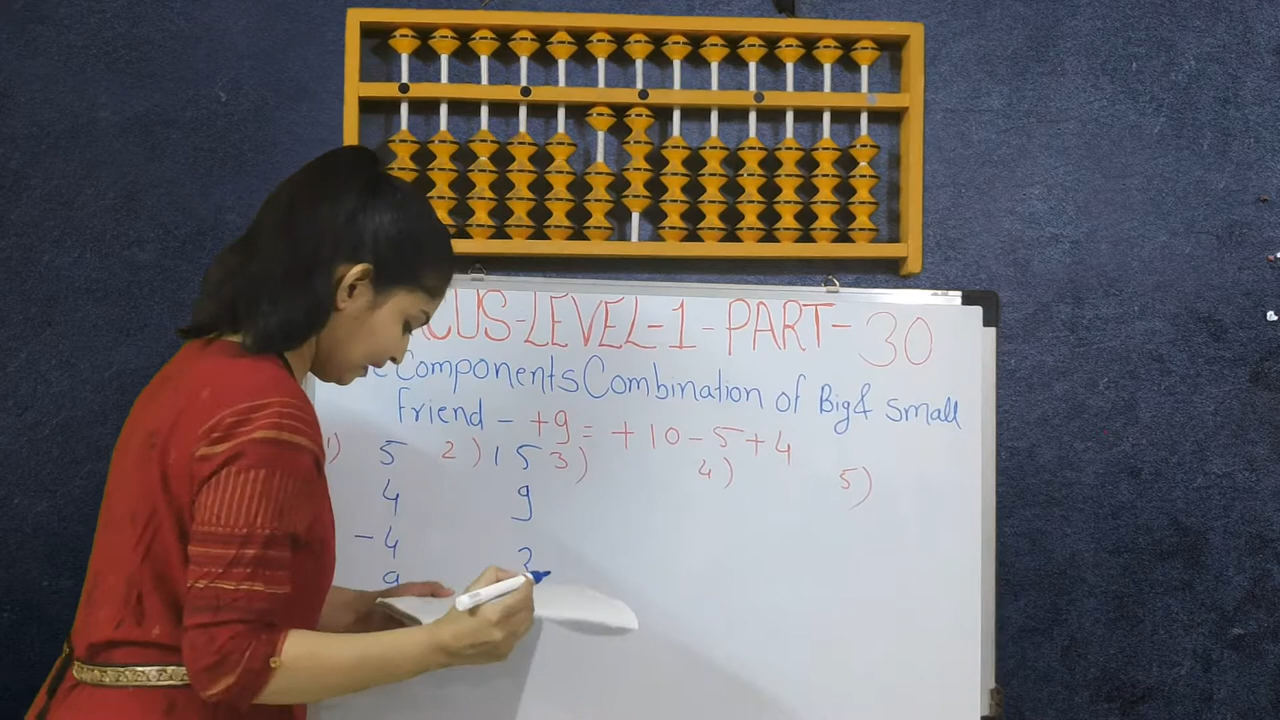 CUS-LEVEL-1-PART-30
Components Combination of Big & Small
friend - +9 = +10-5+4
1) 5 2) 15 3) 4) 5)
4 9
-4 3
9